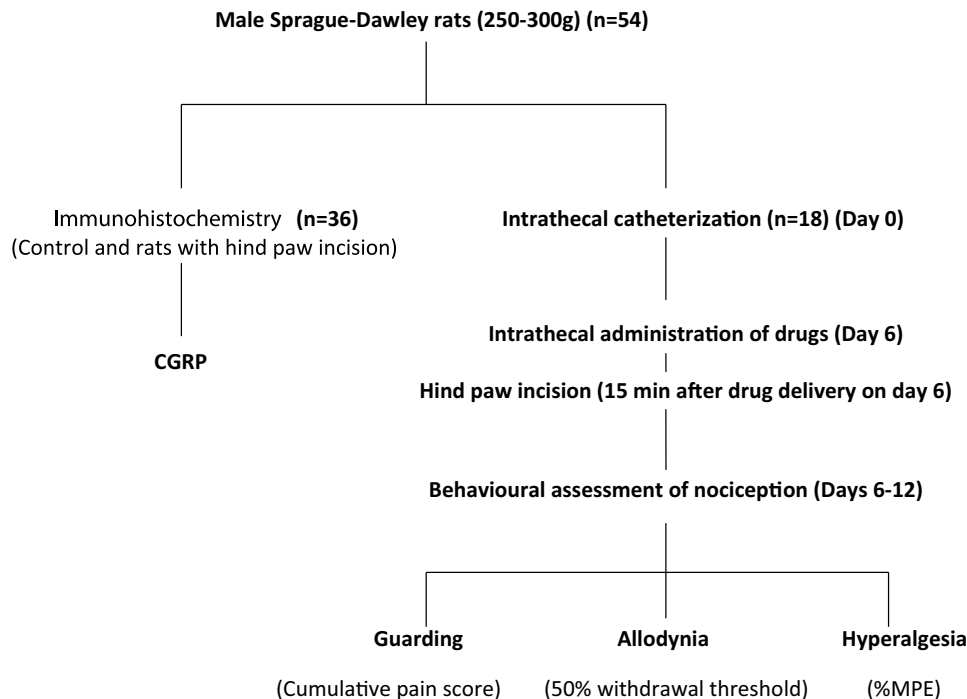 Male Sprague-Dawley rats (250-300g) (n=54)
Immunohistochemistry (n=36)
(Control and rats with hind paw incision)
CGRP
Intrathecal catheterization (n=18) (Day 0)
Intrathecal administration of drugs (Day 6)
Hind paw incision (15 min after drug delivery on day 6)
Behavioural assessment of nociception (Days 6-12)
Guarding
(Cumulative pain score)
Allodynia
(50% withdrawal threshold)
Hyperalgesia
(%MPE)